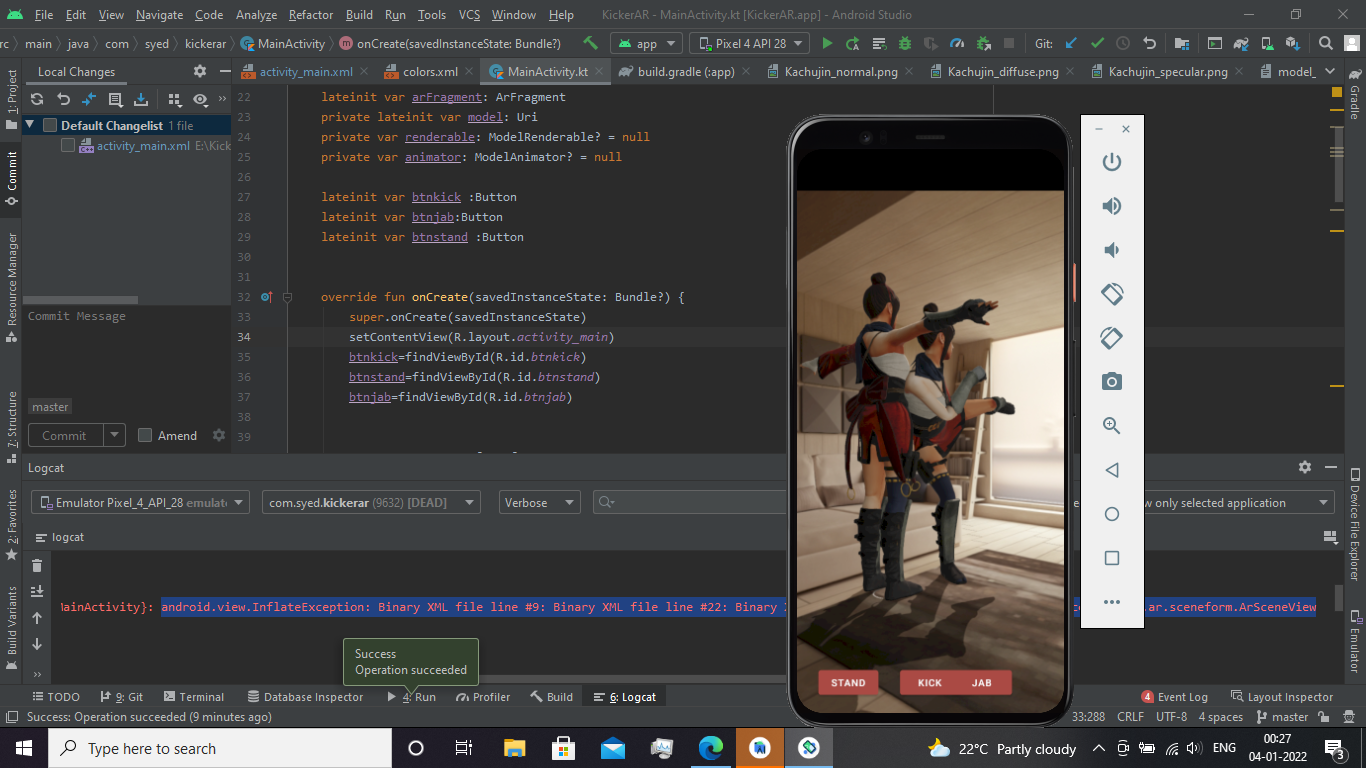 File Edit View Navigate Code Analyze Refactor Build Run Tools VCS Window Help KickerAR - MainActivity.kt [KickerAR.app] - Android Studio
main java com syed kickerar MainActivity onCreate(savedInstanceState: Bundle?) app Pixel 4 API 28 Git:
Local Changes activity_main.xml colors.xml MainActivity.kt build.gradle (:app) Kachujin_normal.png Kachujin_diffuse.png Kachujin_specular.png model_
1: Project
Commit
Resource Manager
7: Structure
2: Favorites
Build Variants
Default Changelist 1 file
activity_main.xml E:\Kick
Commit Message
master
Commit Amend
22 lateinit var arFragment: ArFragment
23 private lateinit var model: Uri
24 private var renderable: ModelRenderable? = null
25 private var animator: ModelAnimator? = null
26
27 lateinit var btnkick :Button
28 lateinit var btnjab:Button
29 lateinit var btnstand :Button
30
31
32 override fun onCreate(savedInstanceState: Bundle?) {
33 super.onCreate(savedInstanceState)
34 setContentView(R.layout.activity_main)
35 btnkick=findViewById(R.id.btnkick)
36 btnstand=findViewById(R.id.btnstand)
37 btnjab=findViewById(R.id.btnjab)
38
39
STAND KICK JAB
Gradle
Device File Explorer
Emulator
Logcat
Emulator Pixel_4_API_28 emulat com.syed.kickerar (9632) [DEAD] Verbose only selected application
logcat
MainActivity}: android.view.InflateException: Binary XML file line #9: Binary XML file line #22: Binary .ar.sceneform.ArSceneView
Success
Operation succeeded
TODO 9: Git Terminal Database Inspector 4: Run Profiler Build 6: Logcat 4 Event Log Layout Inspector
Success: Operation succeeded (9 minutes ago) 33:288 CRLF UTF-8 4 spaces master
Type here to search 22°C Partly cloudy ENG 00:27
04-01-2022 3